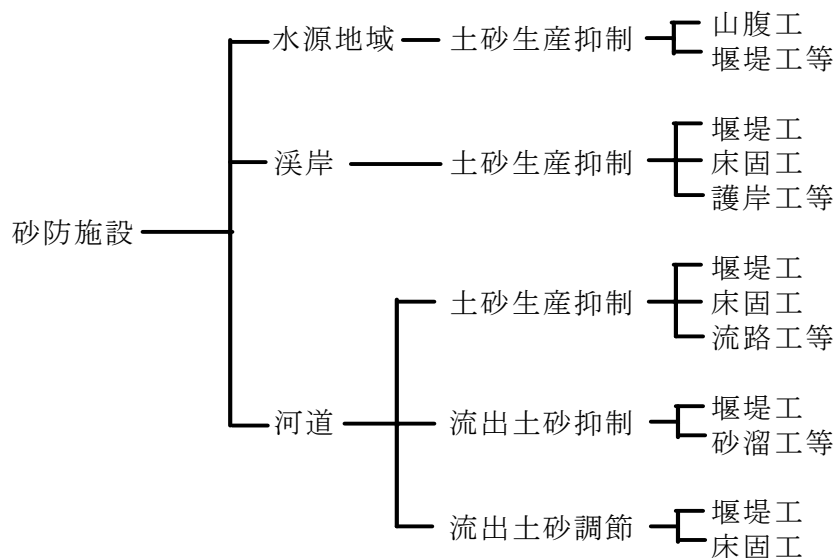 砂防施設
水源地域
土砂生産抑制
山腹工
堰堤工等
渓岸
土砂生産抑制
堰堤工
床固工
護岸工等
河道
土砂生産抑制
堰堤工
床固工
流路工等
流出土砂抑制
堰堤工
砂溜工等
流出土砂調節
堰堤工
床固工